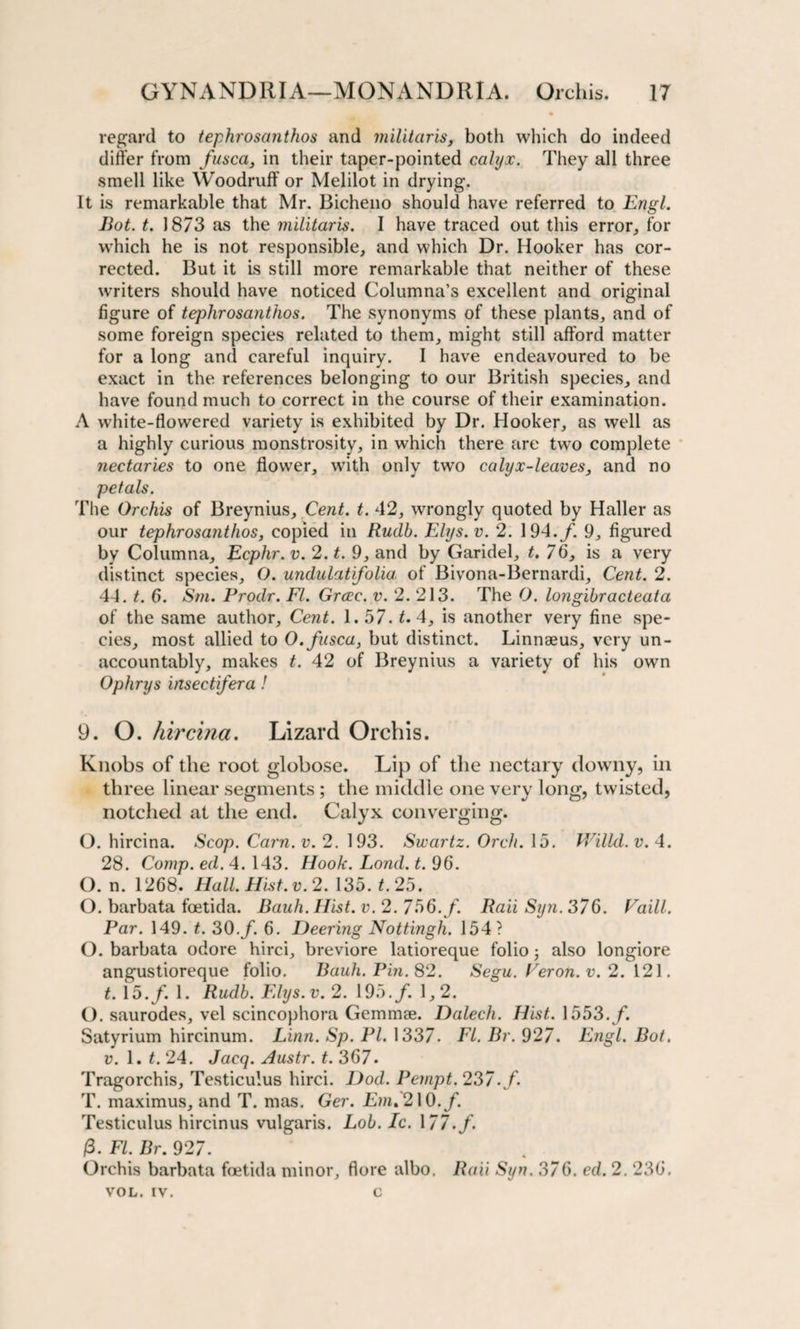 GYNANDRIA—MONANDRIA. Orchis. 17
regard to tephrosanthos and militaris, both which do indeed
differ from fusca, in their taper-pointed calyx. They all three
smell like Woodruff or Melilot in drying.
It is remarkable that Mr. Bicheno should have referred to Engl.
Bot. t. 1873 as the militaris. I have traced out this error, for
which he is not responsible, and which Dr. Hooker has cor-
rected. But it is still more remarkable that neither of these
writers should have noticed Columna's excellent and original
figure of tephrosanthos. The synonyms of these plants, and of
some foreign species related to them, might still afford matter
for a long and careful inquiry. I have endeavoured to be
exact in the references belonging to our British species, and
have found much to correct in the course of their examination.
A white-flowered variety is exhibited by Dr. Hooker, as well as
a highly curious monstrosity, in which there are two complete
nectaries to one flower, with only two calyx-leaves, and no
petals.
The Orchis of Breynius, Cent. t. 42, wrongly quoted by Haller as
our tephrosanthos, copied in Rudb. Elys. v. 2. 194. f. 9, figured
by Columna, Ecphr. v. 2. t. 9, and by Garidel, t. 76, is a very
distinct species, O. undulatifolia of Bivona-Bernardi, Cent. 2.
44. t. 6. Sm. Prodr. Fl. Græc. v. 2. 213. The O. longibracteata
of the same author, Cent. 1. 57. t. 4, is another very fine spe-
cies, most allied to O. fusca, but distinct. Linnæus, very un-
accountably, makes t. 42 of Breynius a variety of his own
Ophrys insectifera !
9. O. hircina. Lizard Orchis.
Knobs of the root globose. Lip of the nectary downy, in
three linear segments; the middle one very long, twisted,
notched at the end. Calyx converging.
O. hircina. Scop. Carn. v. 2. 193. Swartz. Orch. 15. Willd. v. 4.
28. Comp. ed. 4. 143. Hook. Lond. t. 96.
O. n. 1268. Hall. Hist. v. 2. 135. t. 25.
O. barbata fœtida. Bauh. Hist. v. 2. 756. f. Raii Syn. 376. Vaill.
Par. 149. t. 30. f. 6. Deering Nottingh. 154 ?
O. barbata odore hirci, breviore latioreque folio; also longiore
angustioreque folio. Bauh. Pin. 82. Segu. Veron. v. 2. 121.
t. 15. f. 1. Rudb. Elys. v. 2. 195. f. 1, 2.
O. saurodes, vel scincophora Gemmæ. Dalech. Hist. 1553. f.
Satyrium hircinum. Linn. Sp. Pl. 1337. Fl. Br. 927. Engl. Bot.
v. 1. t. 24. Jacq. Austr. t. 367.
Tragorchis, Testiculus hirci. Dod. Pempt. 237. f.
T. maximus, and T. mas. Ger. Em. 210. f.
Testiculus hircinus vulgaris. Lob. Ic. 177. f.
β. Fl. Br. 927.
Orchis barbata fœtida minor, flore albo. Raii Syn. 376. ed. 2. 236.
VOL. IV. C